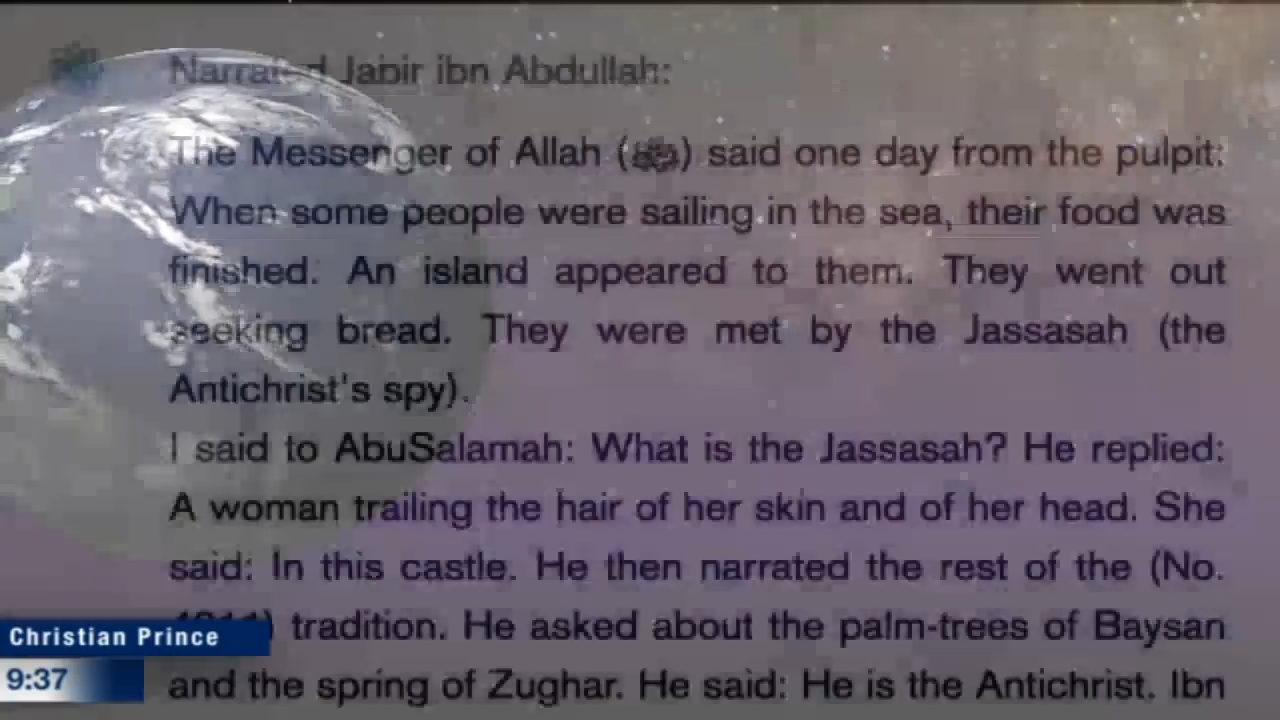 Narrated Jabir ibn Abdullah:
The Messenger of Allah (ﷺ) said one day from the pulpit:
When some people were sailing in the sea, their food was
finished. An island appeared to them. They went out
seeking bread. They were met by the Jassasah (the
Antichrist's spy).
I said to AbuSalamah: What is the Jassasah? He replied:
A woman trailing the hair of her skin and of her head. She
said: In this castle. He then narrated the rest of the (No.
) tradition. He asked about the palm-trees of Baysan
and the spring of Zughar. He said: He is the Antichrist. Ibn
Christian Prince
9:37